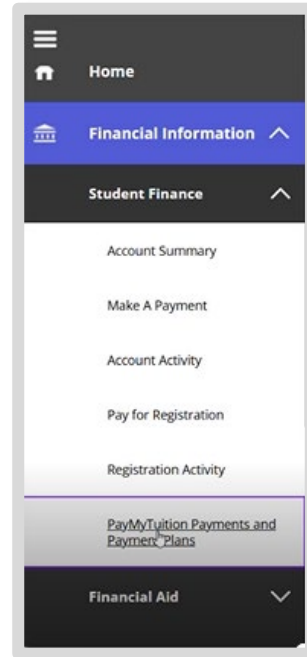 Home
Financial Information
Student Finance
Account Summary
Make A Payment
Account Activity
Pay for Registration
Registration Activity
PayMyTuition Payments and
Payment Plans
Financial Aid